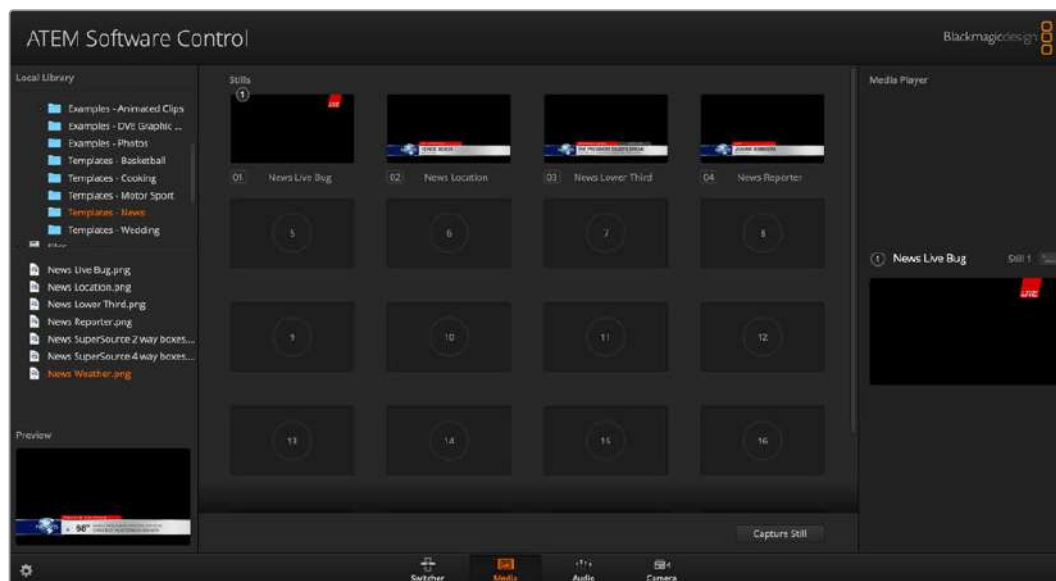 ATEM Software Control
Blackmagicdesign
Local Library
Examples - Animated Clips
Examples - DVE Graphic ...
Examples - Photos
Templates - Basketball
Templates - Cooking
Templates - Motor Sport
Templates - News
Templates - Wedding
News Live Bug.png
News Location.png
News Lower Third.png
News Reporter.png
News SuperSource 2 way boxes....
News SuperSource 4 way boxes....
News Weather.png
Preview
98°
Stills
1
LIVE
01 News Live Bug
02 News Location
03 News Lower Third
04 News Reporter
5
6
7
8
9
10
11
12
13
14
15
16
Capture Still
Media Player
1 News Live Bug Still 1
LIVE
Switcher
Media
Audio
Camera